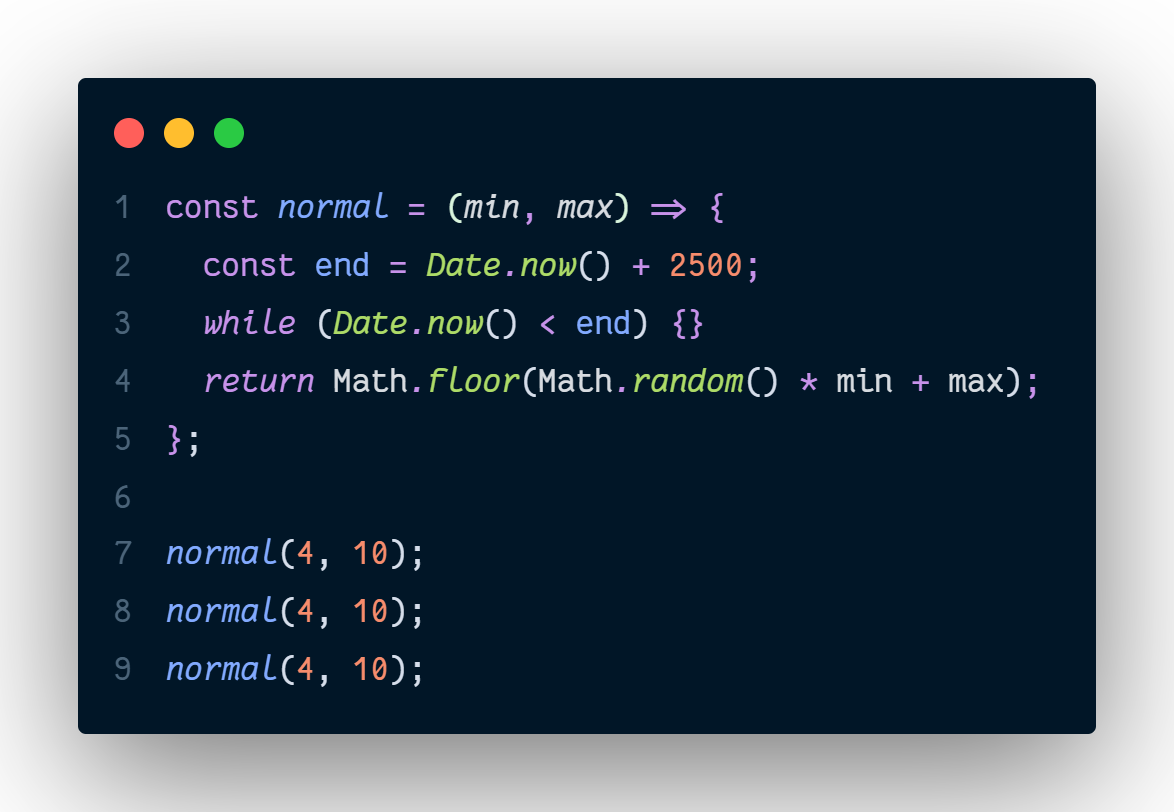 1 const normal = (min, max) => {
2   const end = Date.now() + 2500;
3   while (Date.now() < end) {}
4   return Math.floor(Math.random() * min + max);
5 };
6
7 normal(4, 10);
8 normal(4, 10);
9 normal(4, 10);